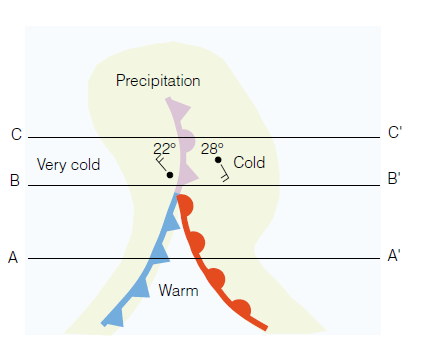 Precipitation
C C'
22° 28°
Very cold Cold
B B'
A A'
Warm